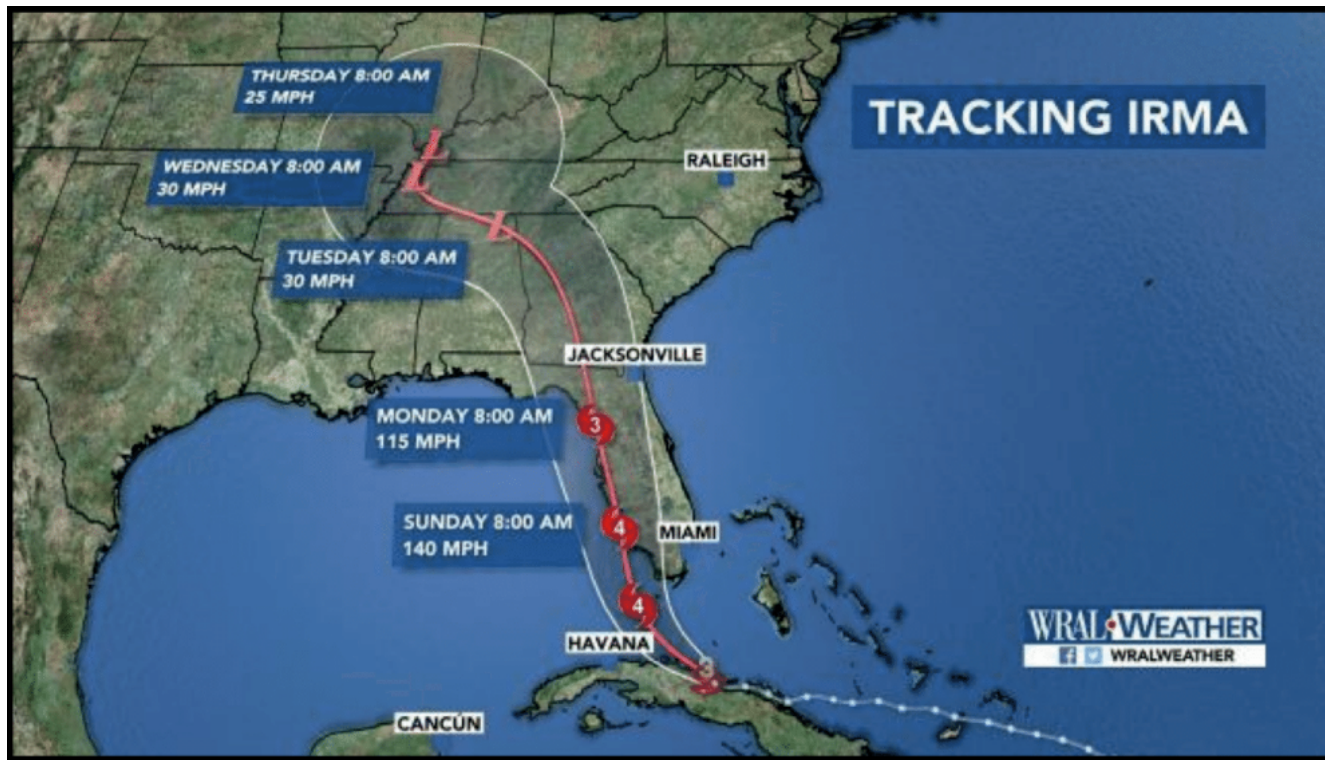 THURSDAY 8:00 AM
25 MPH
TRACKING IRMA
WEDNESDAY 8:00 AM
30 MPH
RALEIGH
TUESDAY 8:00 AM
30 MPH
JACKSONVILLE
MONDAY 8:00 AM
115 MPH
3
SUNDAY 8:00 AM
140 MPH
4
MIAMI
4
HAVANA
3
WRAL WEATHER
WRALWEATHER
CANCÚN
L
L
L